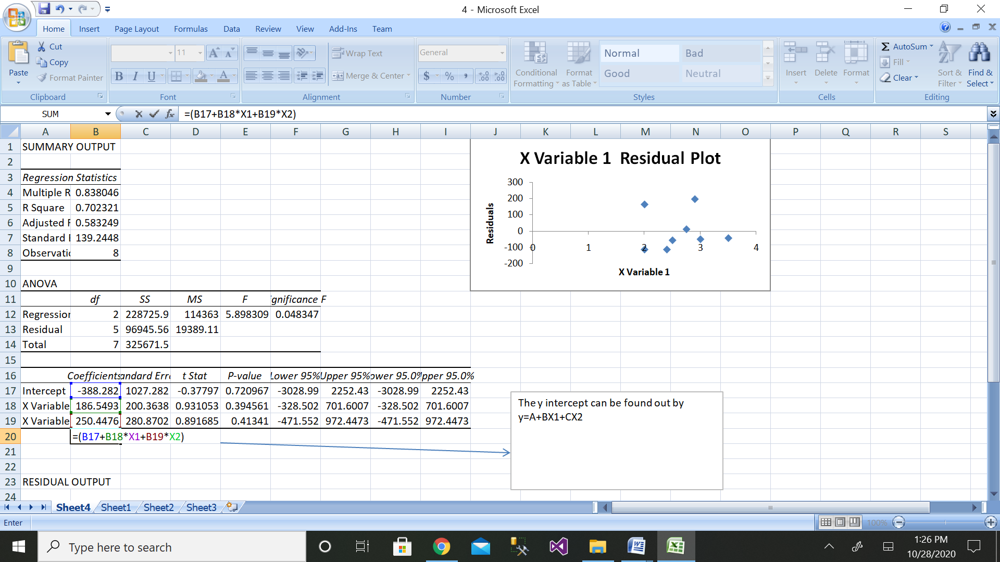 4 - Microsoft Excel
Home Insert Page Layout Formulas Data Review View Add-Ins Team
Paste
Cut
Copy
Format Painter
Clipboard
11
B I U
Font
Wrap Text
Merge & Center
Alignment
General
$ % ,
Number
Conditional Formatting
Format as Table
Normal Bad
Good Neutral
Styles
Insert Delete Format
Cells
Σ AutoSum
Fill
Clear
Sort & Filter
Find & Select
Editing
SUM =(B17+B18*X1+B19*X2)
A B C D E F G H I J K L M N O P Q R S
1 SUMMARY OUTPUT
2
3 Regression Statistics
4 Multiple R 0.838046
5 R Square 0.702321
6 Adjusted R 0.583249
7 Standard E 139.2448
8 Observatio 8
9
10 ANOVA
11 df SS MS F gnificance F
12 Regression 2 228725.9 114363 5.898309 0.048347
13 Residual 5 96945.56 19389.11
14 Total 7 325671.5
15
16 Coefficients andard Erro t Stat P-value Lower 95% Upper 95% ower 95.0% pper 95.0%
17 Intercept -388.282 1027.282 -0.37797 0.720967 -3028.99 2252.43 -3028.99 2252.43
18 X Variable 186.5493 200.3638 0.931053 0.394561 -328.502 701.6007 -328.502 701.6007
19 X Variable 250.4476 280.8702 0.891685 0.41341 -471.552 972.4473 -471.552 972.4473
20 =(B17+B18*X1+B19*X2)
21
22
23 RESIDUAL OUTPUT
24
X Variable 1 Residual Plot
Residuals
300
200
100
0
-100
-200
0 1 2 3 4
X Variable 1
The y intercept can be found out by
y=A+BX1+CX2
Sheet4 Sheet1 Sheet2 Sheet3
Enter
100%
Type here to search
1:26 PM
10/28/2020